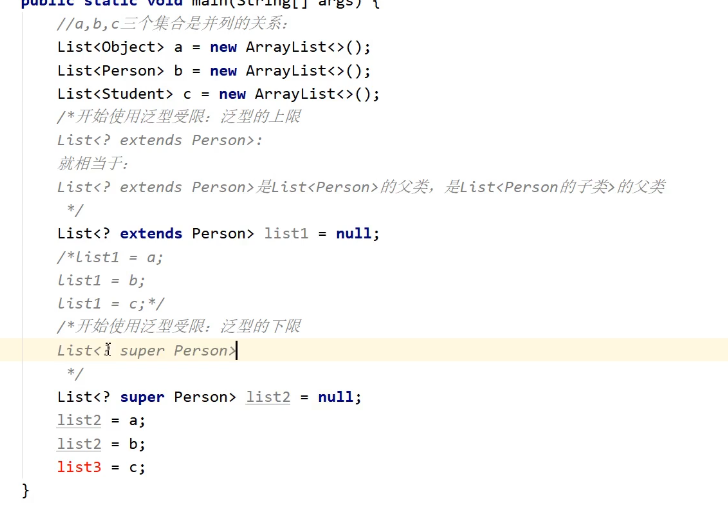 public static void main(String[] args) {
//a,b,c三个集合是并列的关系:
List<Object> a = new ArrayList<>();
List<Person> b = new ArrayList<>();
List<Student> c = new ArrayList<>();
/*开始使用泛型受限: 泛型的上限
List<? extends Person>:
就相当于:
List<? extends Person>是List<Person>的父类, 是List<Person的子类>的父类
*/
List<? extends Person> list1 = null;
/*list1 = a;
list1 = b;
list1 = c;*/
/*开始使用泛型受限: 泛型的下限
List<? super Person>
*/
List<? super Person> list2 = null;
list2 = a;
list2 = b;
list3 = c;
}